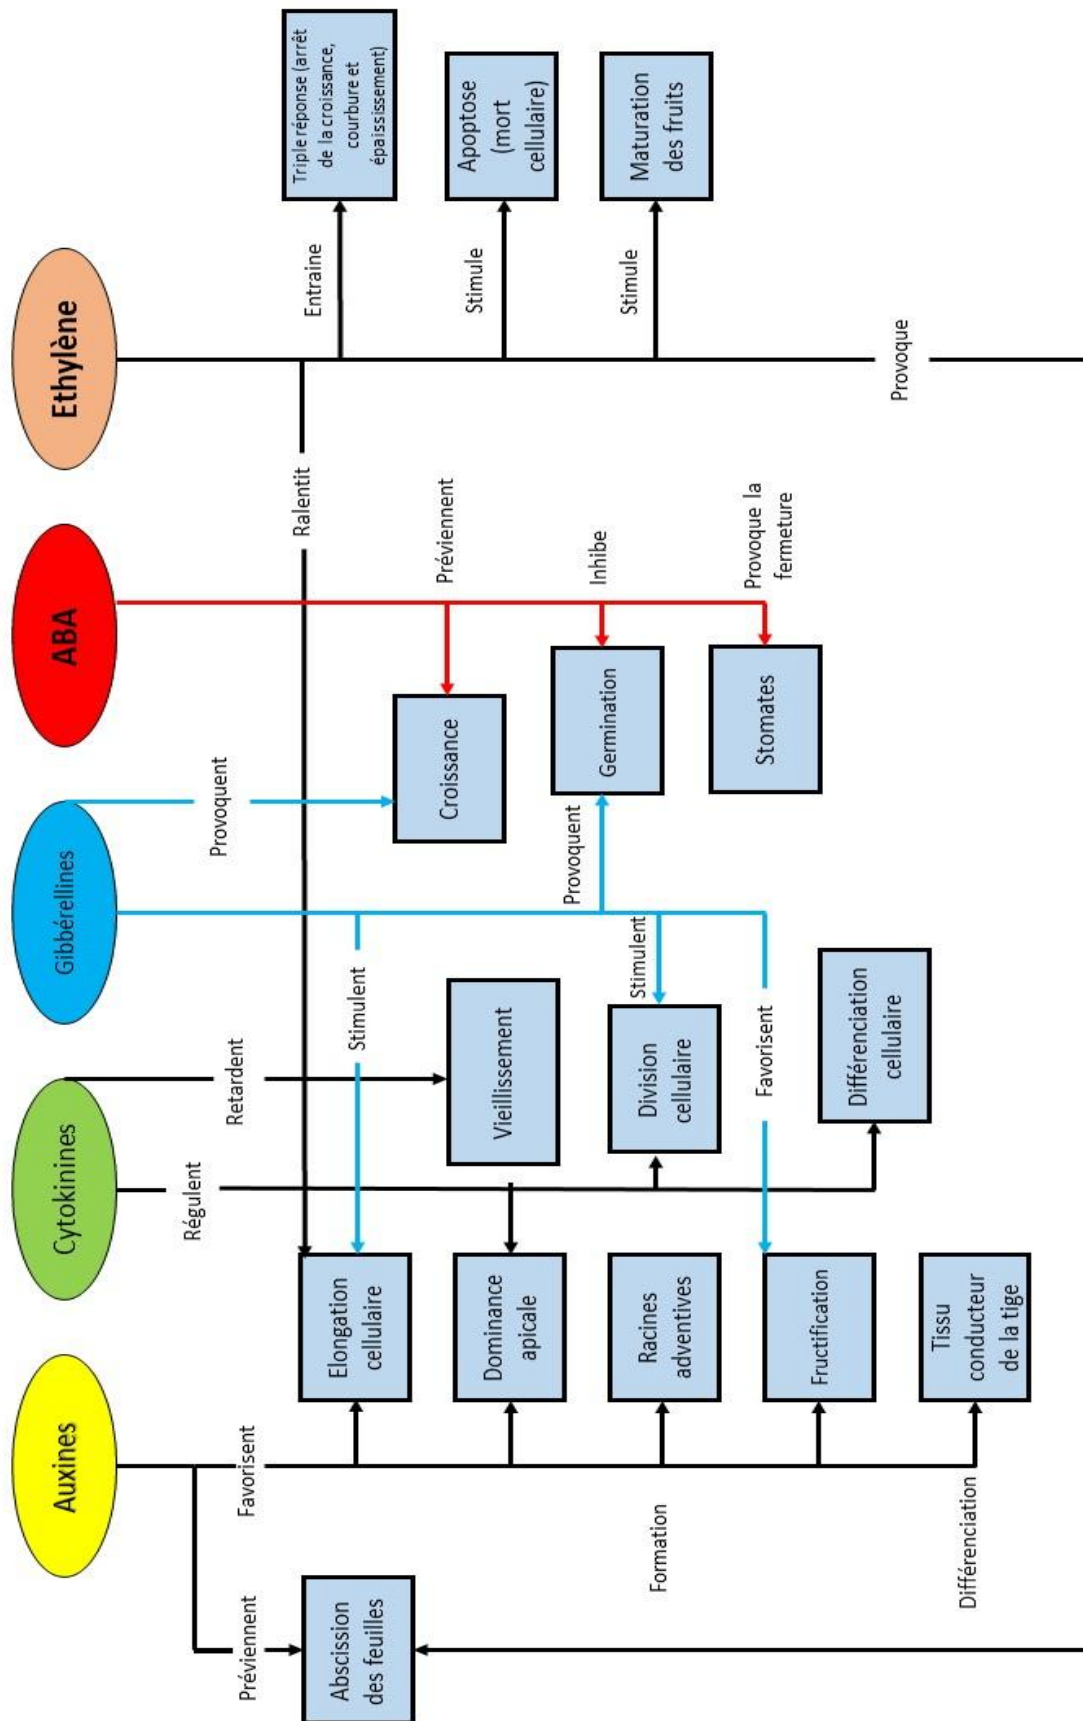 Auxines
Cytokinines
Gibbérellines
ABA
Ethylène
Préviennent
Favorisent
Régulent
Retardent
Provoquent
Ralentit
Entraine
Triple réponse (arrêt
de la croissance,
courbure et
épaississement)
Abscission
des feuilles
Elongation
cellulaire
Stimulent
Vieillissement
Croissance
Préviennent
Stimule
Apoptose
(mort
cellulaire)
Dominance
apicale
Formation
Racines
adventives
Division
cellulaire
Stimulent
Provoquent
Germination
Inhibe
Stimule
Maturation
des fruits
Fructification
Favorisent
Stomates
Provoque la
fermeture
Différenciation
cellulaire
Provoque
Différenciation
Tissu
conducteur
de la tige